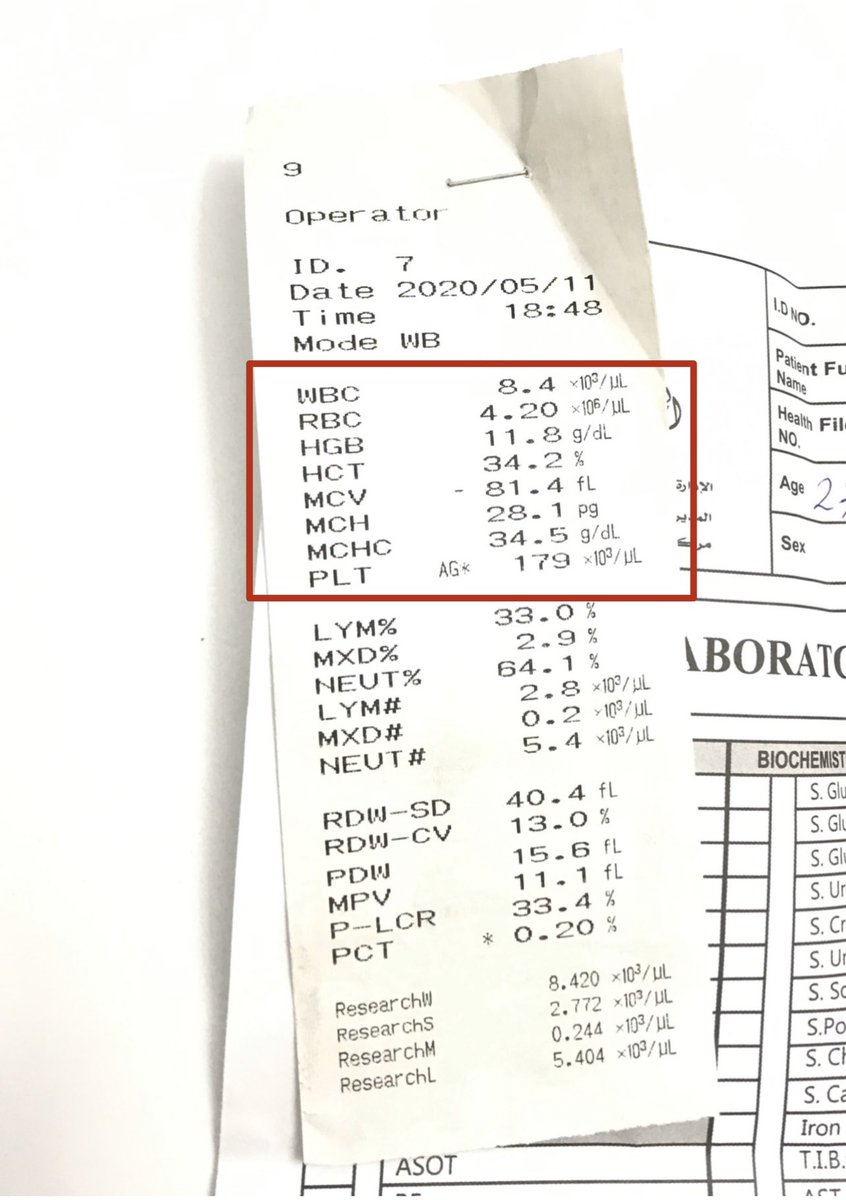 9
Operator
ID. 7
Date 2020/05/11
Time 18:48
Mode WB
WBC 8.4 ×10³/µL
RBC 4.20 ×10⁶/µL
HGB 11.8 g/dL
HCT 34.2 %
MCV - 81.4 fL
MCH 28.1 pg
MCHC 34.5 g/dL
PLT AG* 179 ×10³/µL
LYM% 33.0 %
MXD% 2.9 %
NEUT% 64.1 %
LYM# 2.8 ×10³/µL
MXD# 0.2 ×10³/µL
NEUT# 5.4 ×10³/µL
RDW-SD 40.4 fL
RDW-CV 13.0 %
PDW 15.6 fL
MPV 11.1 fL
P-LCR 33.4 %
PCT * 0.20 %
ResearchW 8.420 ×10³/µL
ResearchS 2.772 ×10³/µL
ResearchM 0.244 ×10³/µL
ResearchL 5.404 ×10³/µL
I.D NO.
Patient Fu
Name
Health File
NO.
Age
Sex
ABORATO
BIOCHEMIST
S. Glu
S. Glu
S. Glu
S. Ur
S. Cr
S. Ur
S. So
S.Po
S. Ch
S. Ca
Iron
T.I.B.
ASOT